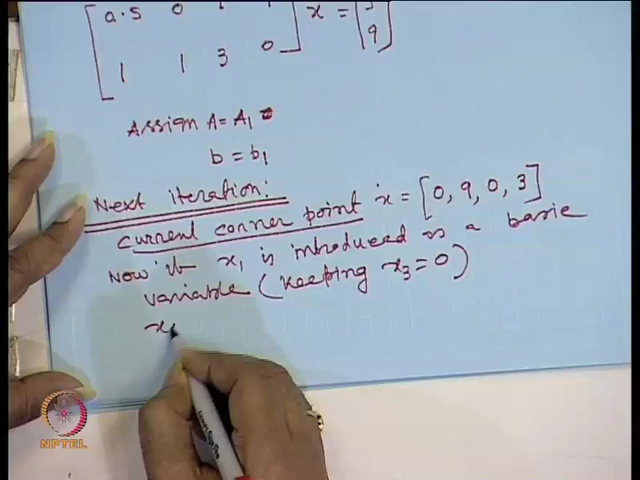 a.5 0 1 1
x = 3
9
1 1 3 0
Assign A = A1
b = b1
Next iteration:
current corner point x = [0, 9, 0, 3]
Now if x1 is introduced as a basic
variable (keeping x3 = 0)
x
NPTEL